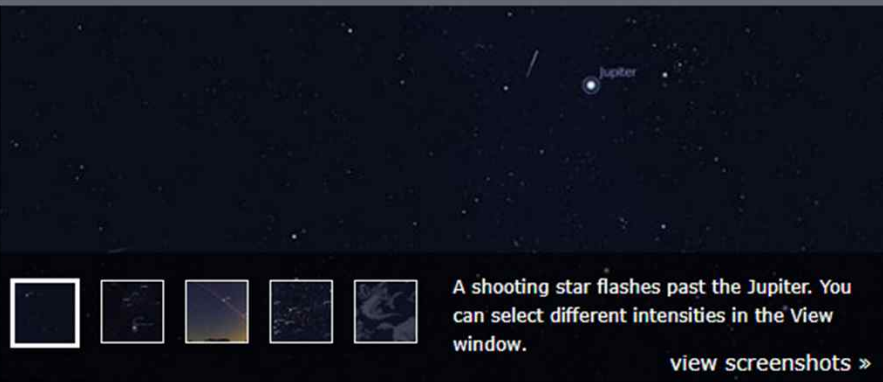 Jupiter
A shooting star flashes past the Jupiter. You
can select different intensities in the View
window.
view screenshots »